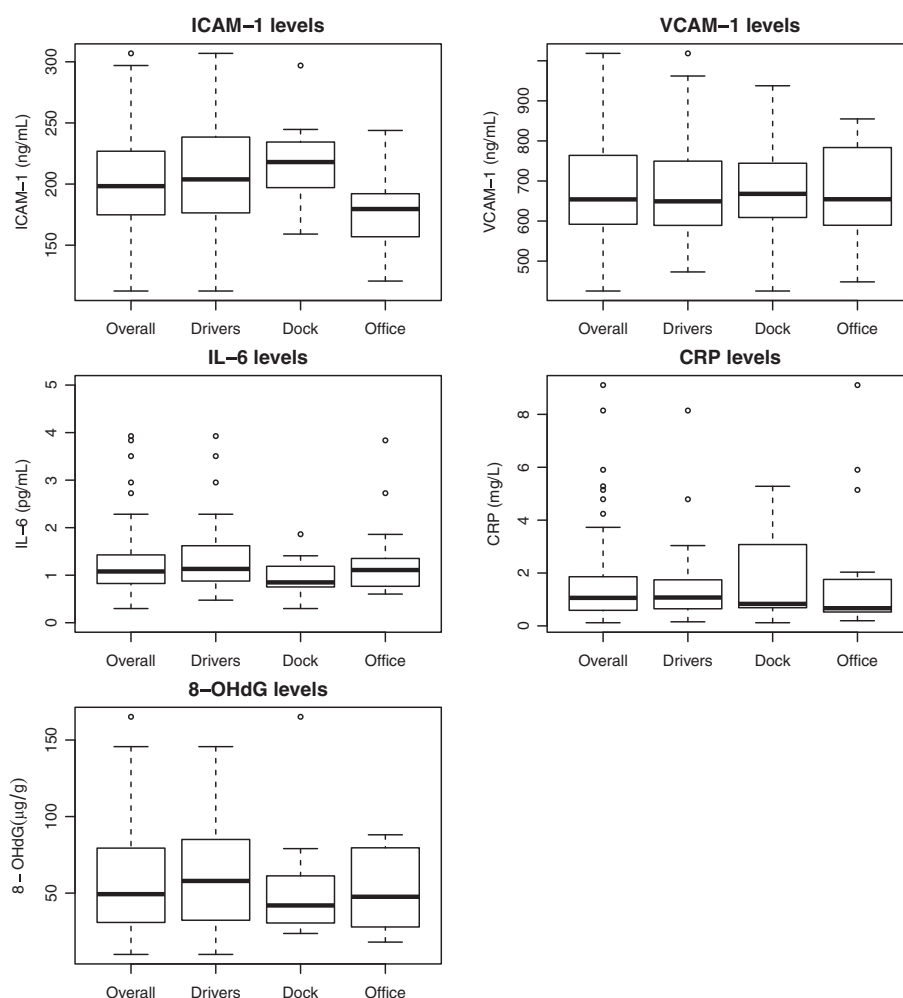 ICAM–1 levels
ICAM–1 (ng/mL)
300
250
200
150
Overall Drivers Dock Office
VCAM–1 levels
VCAM–1 (ng/mL)
900
800
700
600
500
Overall Drivers Dock Office
IL–6 levels
IL–6 (pg/mL)
5
4
3
2
1
0
Overall Drivers Dock Office
CRP levels
CRP (mg/L)
8
6
4
2
0
Overall Drivers Dock Office
8–OHdG levels
8–OHdG(µg/g)
150
100
50
Overall Drivers Dock Office